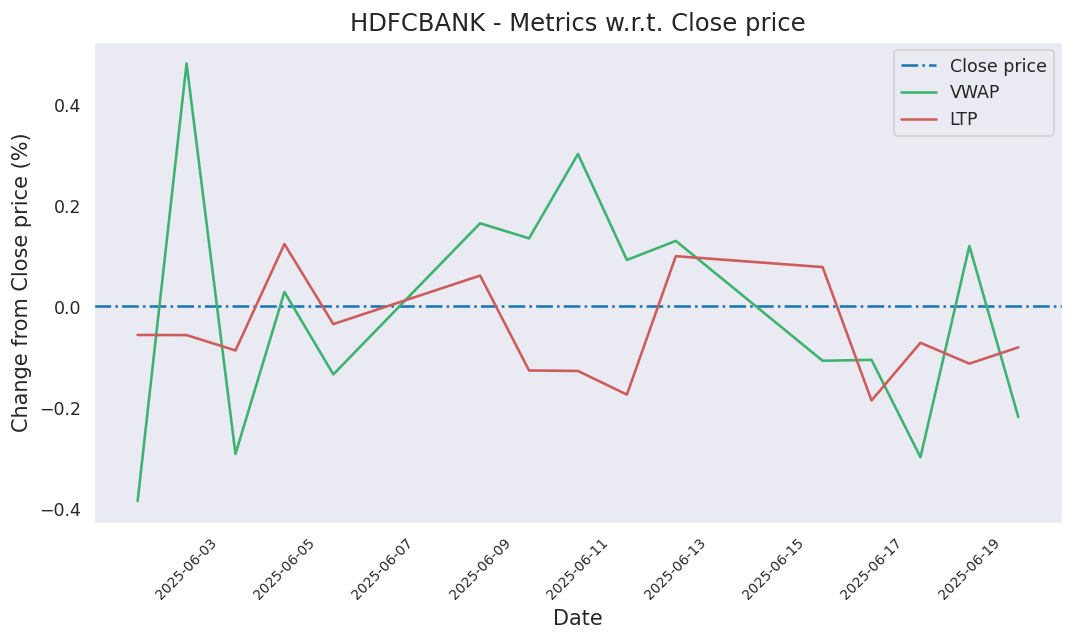 HDFCBANK - Metrics w.r.t. Close price
Close price
VWAP
LTP
Change from Close price (%)
0.4
0.2
0.0
−0.2
−0.4
2025-06-03
2025-06-05
2025-06-07
2025-06-09
2025-06-11
2025-06-13
2025-06-15
2025-06-17
2025-06-19
Date